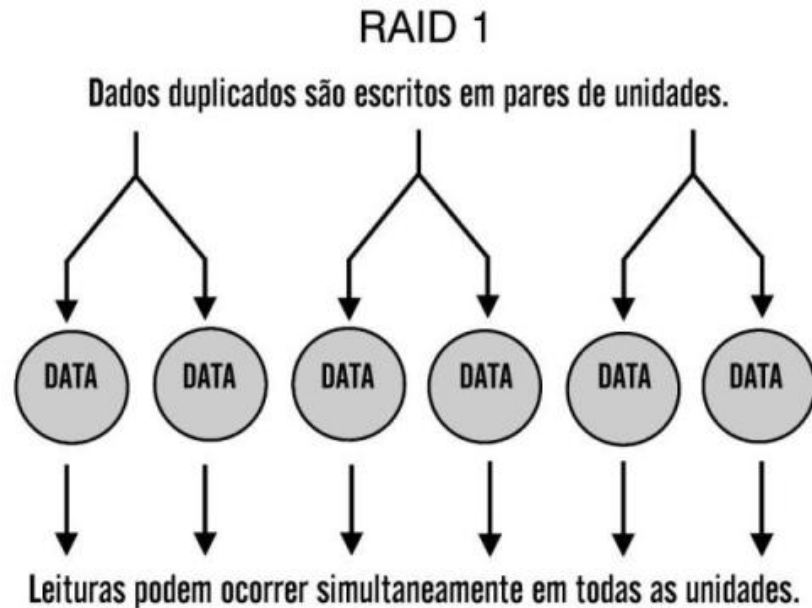 RAID 1
Dados duplicados são escritos em pares de unidades.
DATA DATA DATA DATA DATA DATA
Leituras podem ocorrer simultaneamente em todas as unidades.